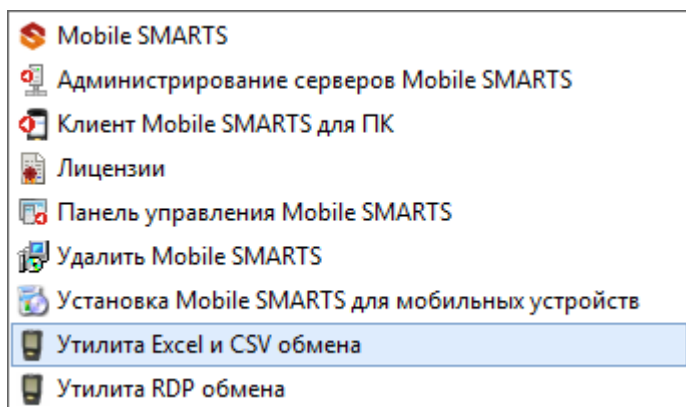 Mobile SMARTS
Администрирование серверов Mobile SMARTS
Клиент Mobile SMARTS для ПК
Лицензии
Панель управления Mobile SMARTS
Удалить Mobile SMARTS
Установка Mobile SMARTS для мобильных устройств
Утилита Excel и CSV обмена
Утилита RDP обмена